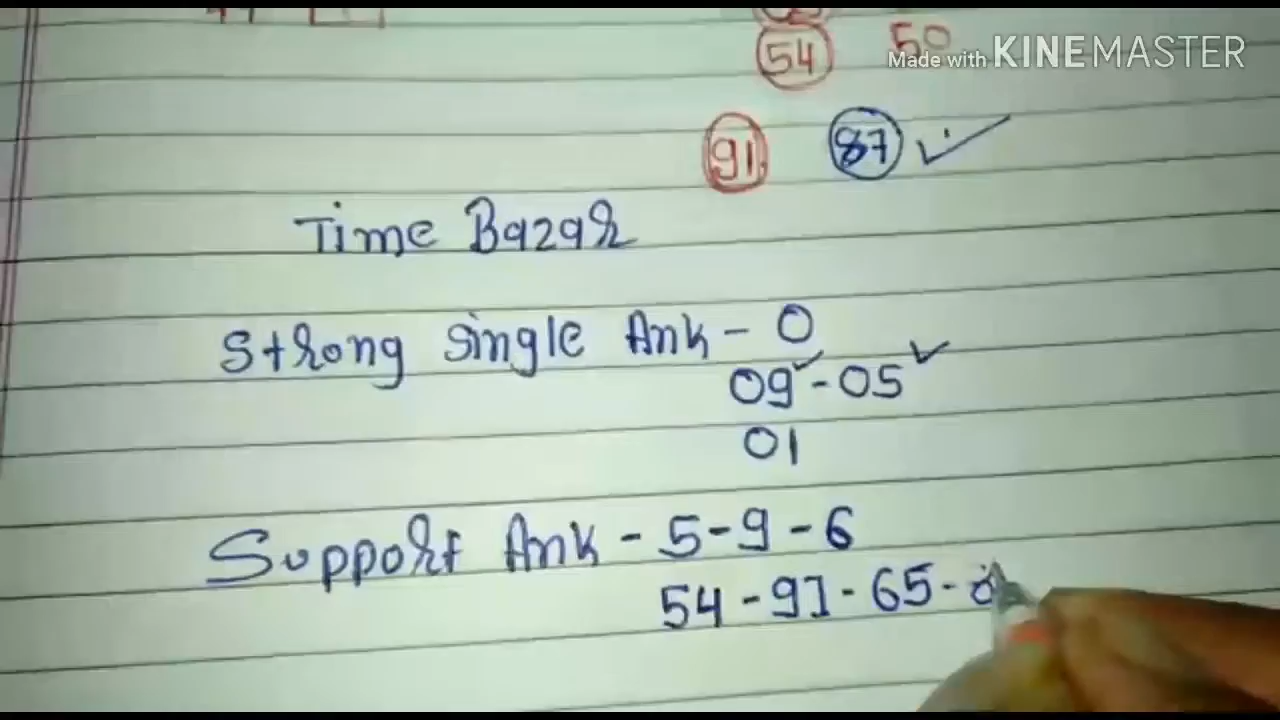 54 50
Made with KINEMASTER
91 87
Time Bazar
Strong Single Ank - 0
09 - 05
01
Support Ank - 5 - 9 - 6
54 - 91 - 65 -